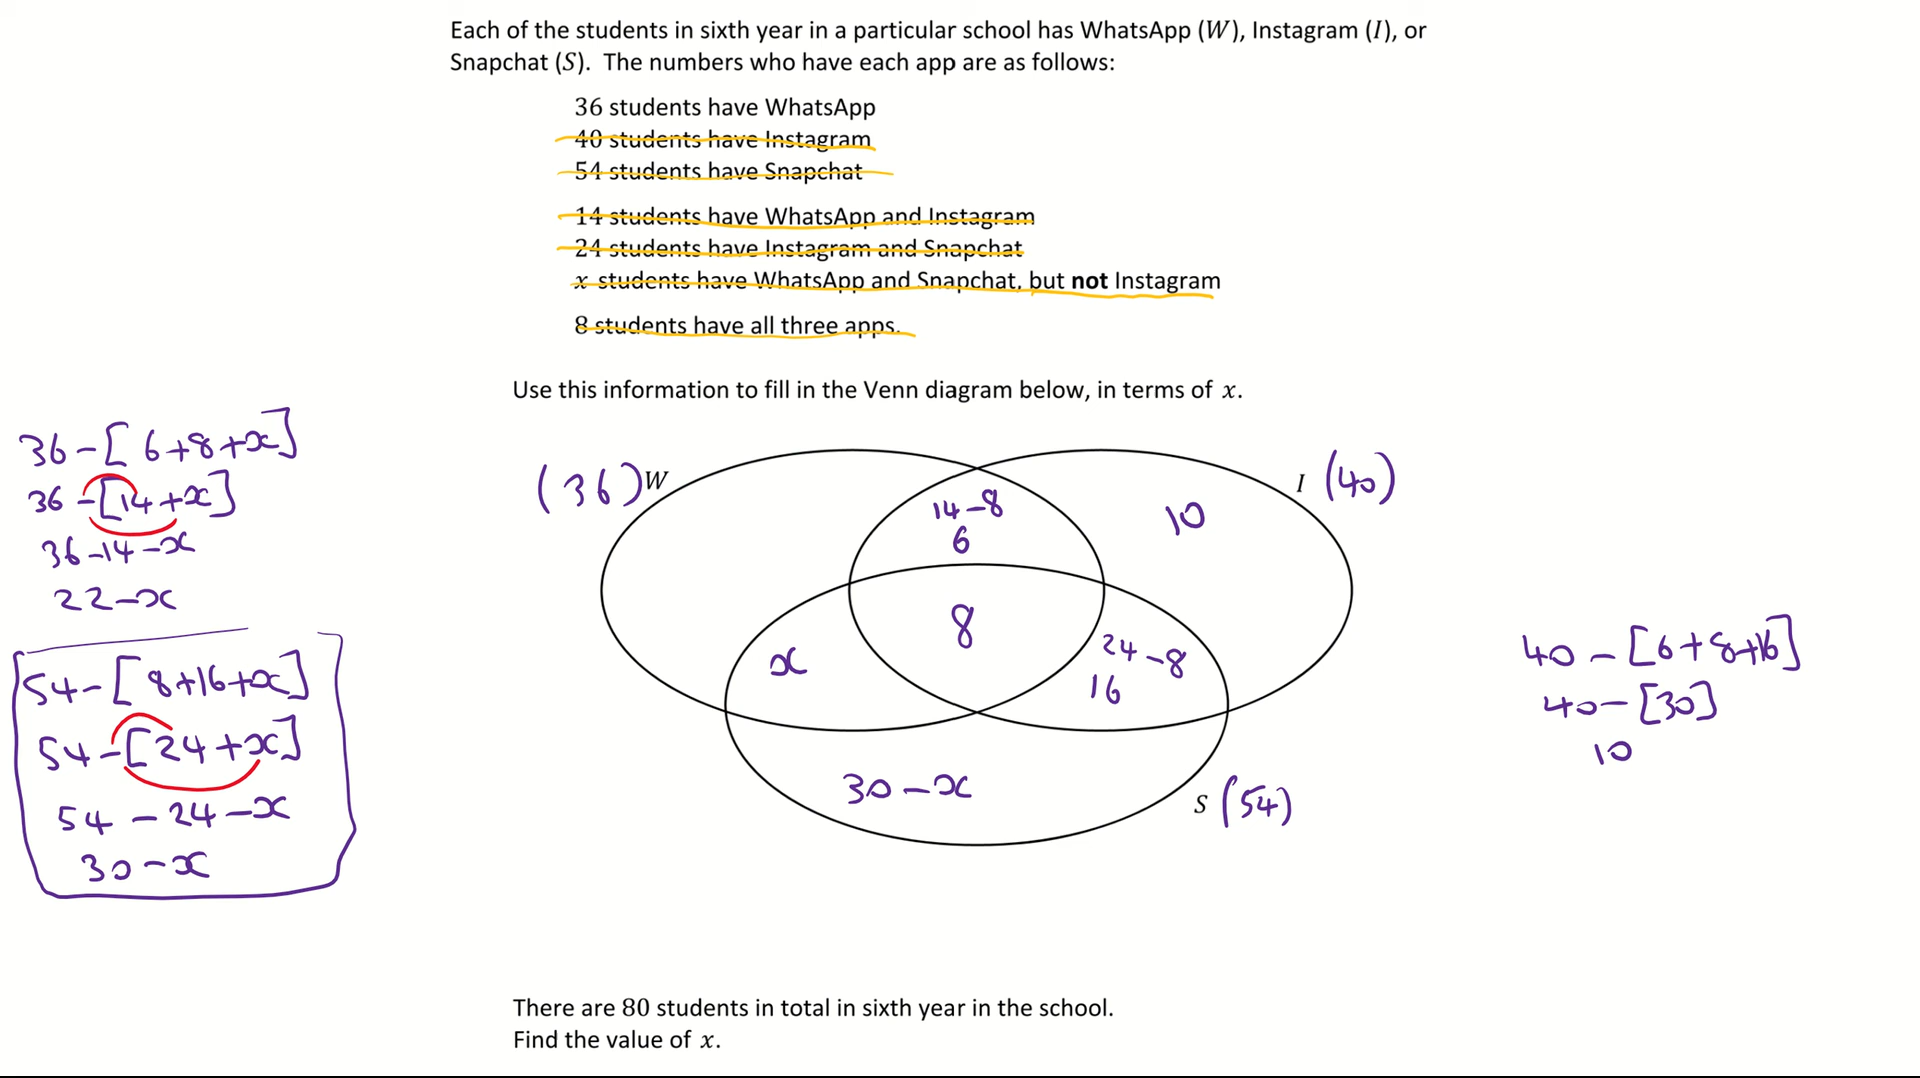 Each of the students in sixth year in a particular school has WhatsApp (W), Instagram (I), or
Snapchat (S). The numbers who have each app are as follows:
36 students have WhatsApp
40 students have Instagram
54 students have Snapchat
14 students have WhatsApp and Instagram
24 students have Instagram and Snapchat
x students have WhatsApp and Snapchat, but not Instagram
8 students have all three apps.
Use this information to fill in the Venn diagram below, in terms of x.
36-[6+8+x]
36-[14+x]
36-14-x
22-x
54-[8+16+x]
54-[24+x]
54-24-x
30-x
(36) W
I (40)
14-8
6
10
8
x
24-8
16
30-x
S (54)
40-[6+8+16]
40-[30]
10
There are 80 students in total in sixth year in the school.
Find the value of x.